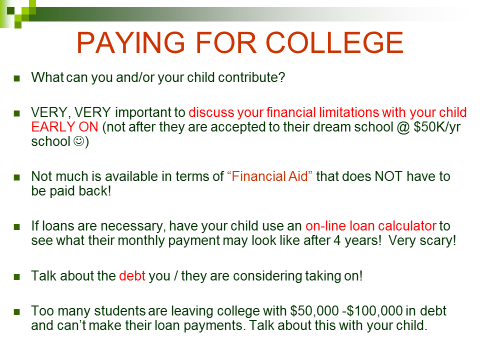 PAYING FOR COLLEGE
What can you and/or your child contribute?
VERY, VERY important to discuss your financial limitations with your child
EARLY ON (not after they are accepted to their dream school @ $50K/yr
school ☺)
Not much is available in terms of “Financial Aid” that does NOT have to
be paid back!
If loans are necessary, have your child use an on-line loan calculator to
see what their monthly payment may look like after 4 years! Very scary!
Talk about the debt you / they are considering taking on!
Too many students are leaving college with $50,000 -$100,000 in debt
and can’t make their loan payments. Talk about this with your child.